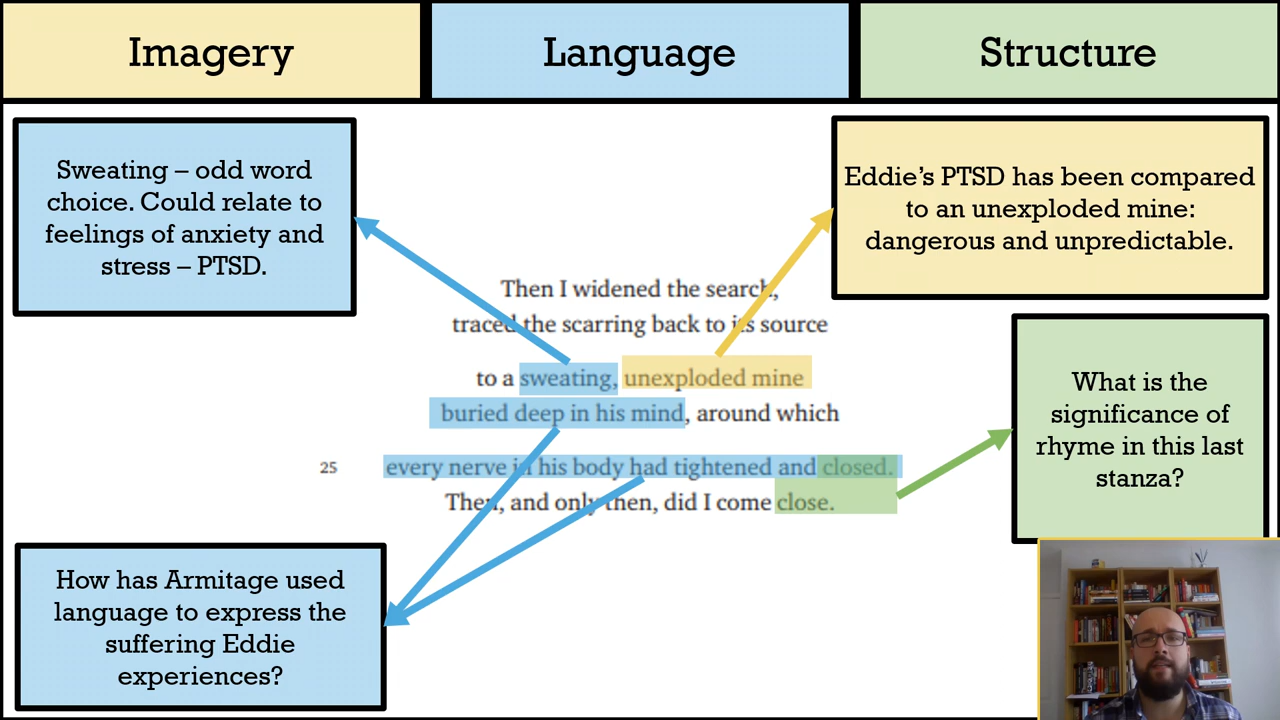 Imagery
Language
Structure
Sweating – odd word
choice. Could relate to
feelings of anxiety and
stress – PTSD.
Eddie's PTSD has been compared
to an unexploded mine:
dangerous and unpredictable.
Then I widened the search,
traced the scarring back to its source
to a sweating, unexploded mine
buried deep in his mind, around which
25 every nerve in his body had tightened and closed.
Then, and only then, did I come close.
What is the
significance of
rhyme in this last
stanza?
How has Armitage used
language to express the
suffering Eddie
experiences?